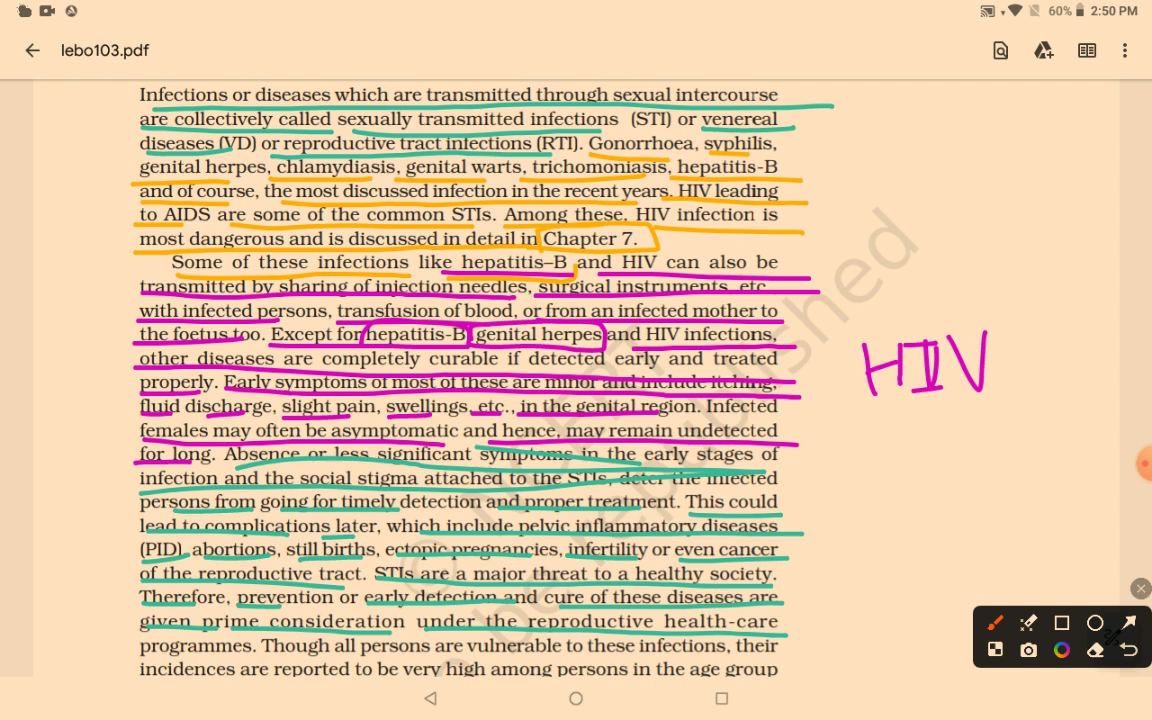 60% 2:50 PM
lebo103.pdf
Infections or diseases which are transmitted through sexual intercourse
are collectively called sexually transmitted infections (STI) or venereal
diseases (VD) or reproductive tract infections (RTI). Gonorrhoea, syphilis,
genital herpes, chlamydiasis, genital warts, trichomoniasis, hepatitis-B
and of course, the most discussed infection in the recent years. HIV leading
to AIDS are some of the common STIs. Among these, HIV infection is
most dangerous and is discussed in detail in Chapter 7.
Some of these infections like hepatitis–B and HIV can also be
transmitted by sharing of injection needles, surgical instruments, etc.,
with infected persons, transfusion of blood, or from an infected mother to
the foetus too. Except for hepatitis-B, genital herpes and HIV infections,
other diseases are completely curable if detected early and treated
properly. Early symptoms of most of these are minor and include itching,
fluid discharge, slight pain, swellings, etc., in the genital region. Infected
females may often be asymptomatic and hence, may remain undetected
for long. Absence or less significant symptoms in the early stages of
infection and the social stigma attached to the STIs, deter the infected
persons from going for timely detection and proper treatment. This could
lead to complications later, which include pelvic inflammatory diseases
(PID), abortions, still births, ectopic pregnancies, infertility or even cancer
of the reproductive tract. STIs are a major threat to a healthy society.
Therefore, prevention or early detection and cure of these diseases are
given prime consideration under the reproductive health-care
programmes. Though all persons are vulnerable to these infections, their
incidences are reported to be very high among persons in the age group
HIV
be republished